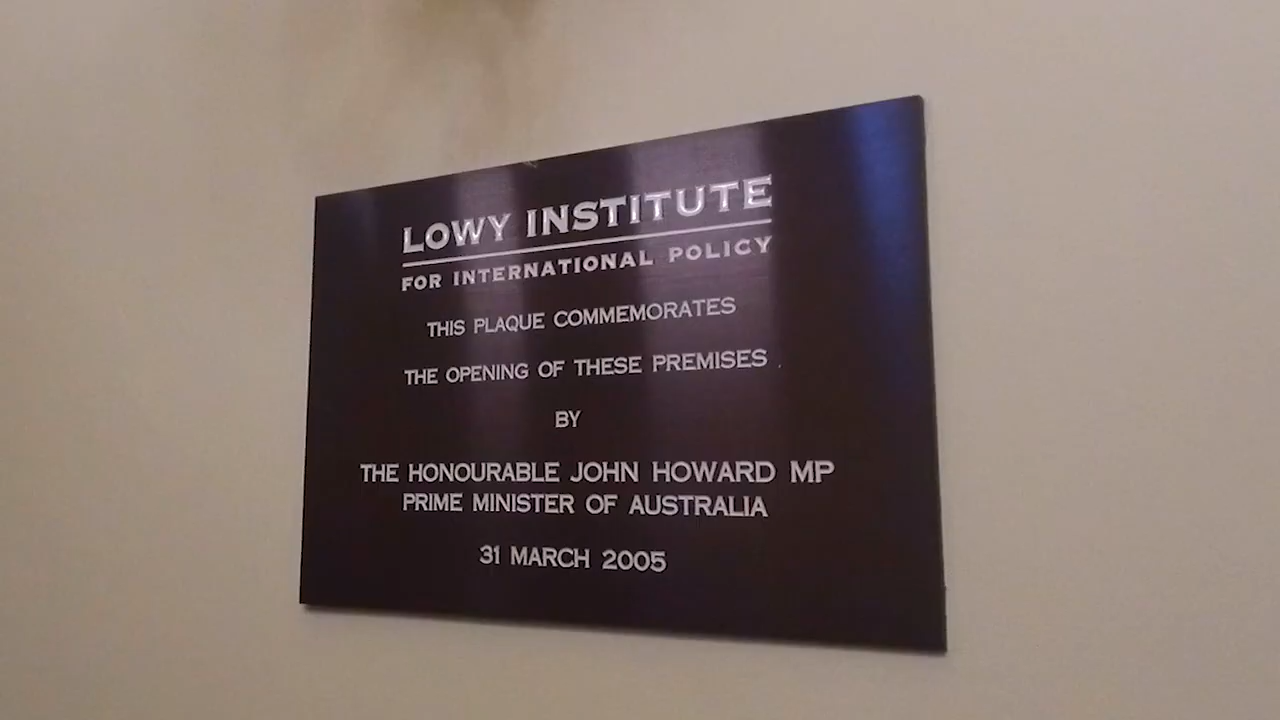 LOWY INSTITUTE
FOR INTERNATIONAL POLICY
THIS PLAQUE COMMEMORATES
THE OPENING OF THESE PREMISES
BY
THE HONOURABLE JOHN HOWARD MP
PRIME MINISTER OF AUSTRALIA
31 MARCH 2005